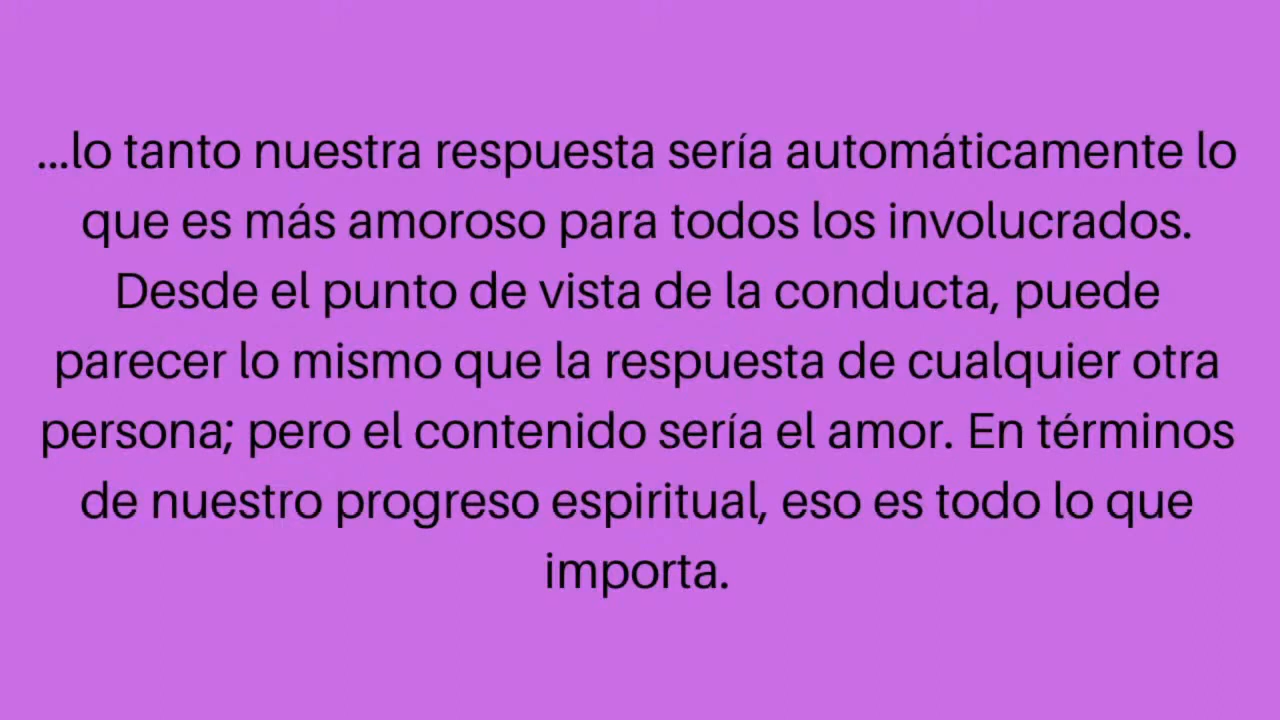 ...lo tanto nuestra respuesta sería automáticamente lo
que es más amoroso para todos los involucrados.
Desde el punto de vista de la conducta, puede
parecer lo mismo que la respuesta de cualquier otra
persona; pero el contenido sería el amor. En términos
de nuestro progreso espiritual, eso es todo lo que
importa.